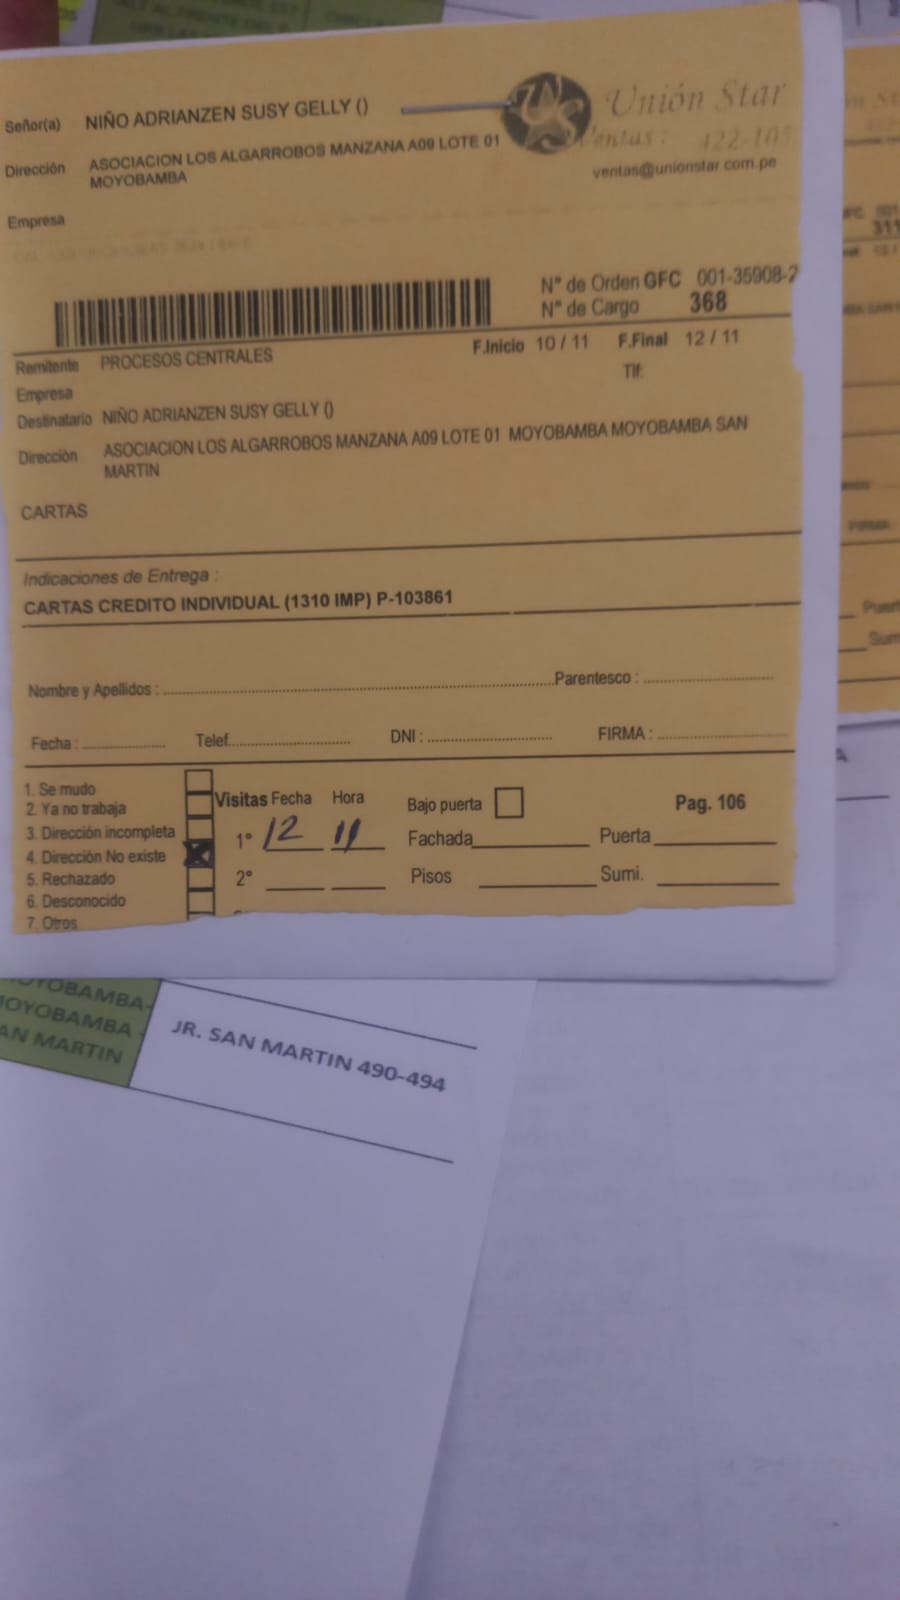 Señor(a) NIÑO ADRIANZEN SUSY GELLY ()
Unión Star
Ventas : 422-105
Dirección ASOCIACION LOS ALGARROBOS MANZANA A09 LOTE 01
MOYOBAMBA
ventas@unionstar.com.pe
Empresa
N° de Orden GFC 001-35908-2
N° de Cargo 368
F.Inicio 10 / 11 F.Final 12 / 11
Remitente PROCESOS CENTRALES
Tlf:
Empresa
Destinatario NIÑO ADRIANZEN SUSY GELLY ()
Dirección ASOCIACION LOS ALGARROBOS MANZANA A09 LOTE 01 MOYOBAMBA MOYOBAMBA SAN
MARTIN
CARTAS
Indicaciones de Entrega :
CARTAS CREDITO INDIVIDUAL (1310 IMP) P-103861
Nombre y Apellidos : Parentesco :
Fecha : Telef. DNI : FIRMA :
1. Se mudo
2. Ya no trabaja
3. Dirección incompleta
4. Dirección No existe
5. Rechazado
6. Desconocido
7. Otros
Visitas Fecha Hora
1° 12 11
2°
Bajo puerta
Pag. 106
Fachada Puerta
Pisos Sumi.
MOYOBAMBA -
SAN MARTIN
JR. SAN MARTIN 490-494